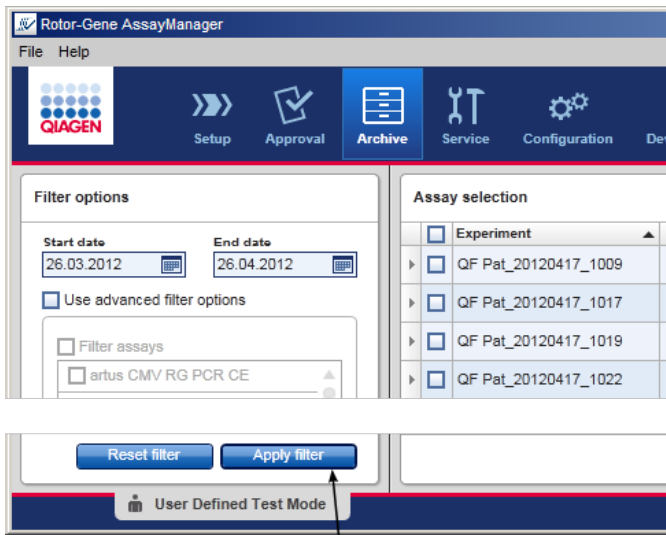 Rotor-Gene AssayManager
File Help
QIAGEN
Setup Approval Archive Service Configuration
Filter options
Assay selection
Start date End date
26.03.2012 26.04.2012
Use advanced filter options
Filter assays
artus CMV RG PCR CE
Experiment
QF Pat_20120417_1009
QF Pat_20120417_1017
QF Pat_20120417_1019
QF Pat_20120417_1022
Reset filter Apply filter
User Defined Test Mode